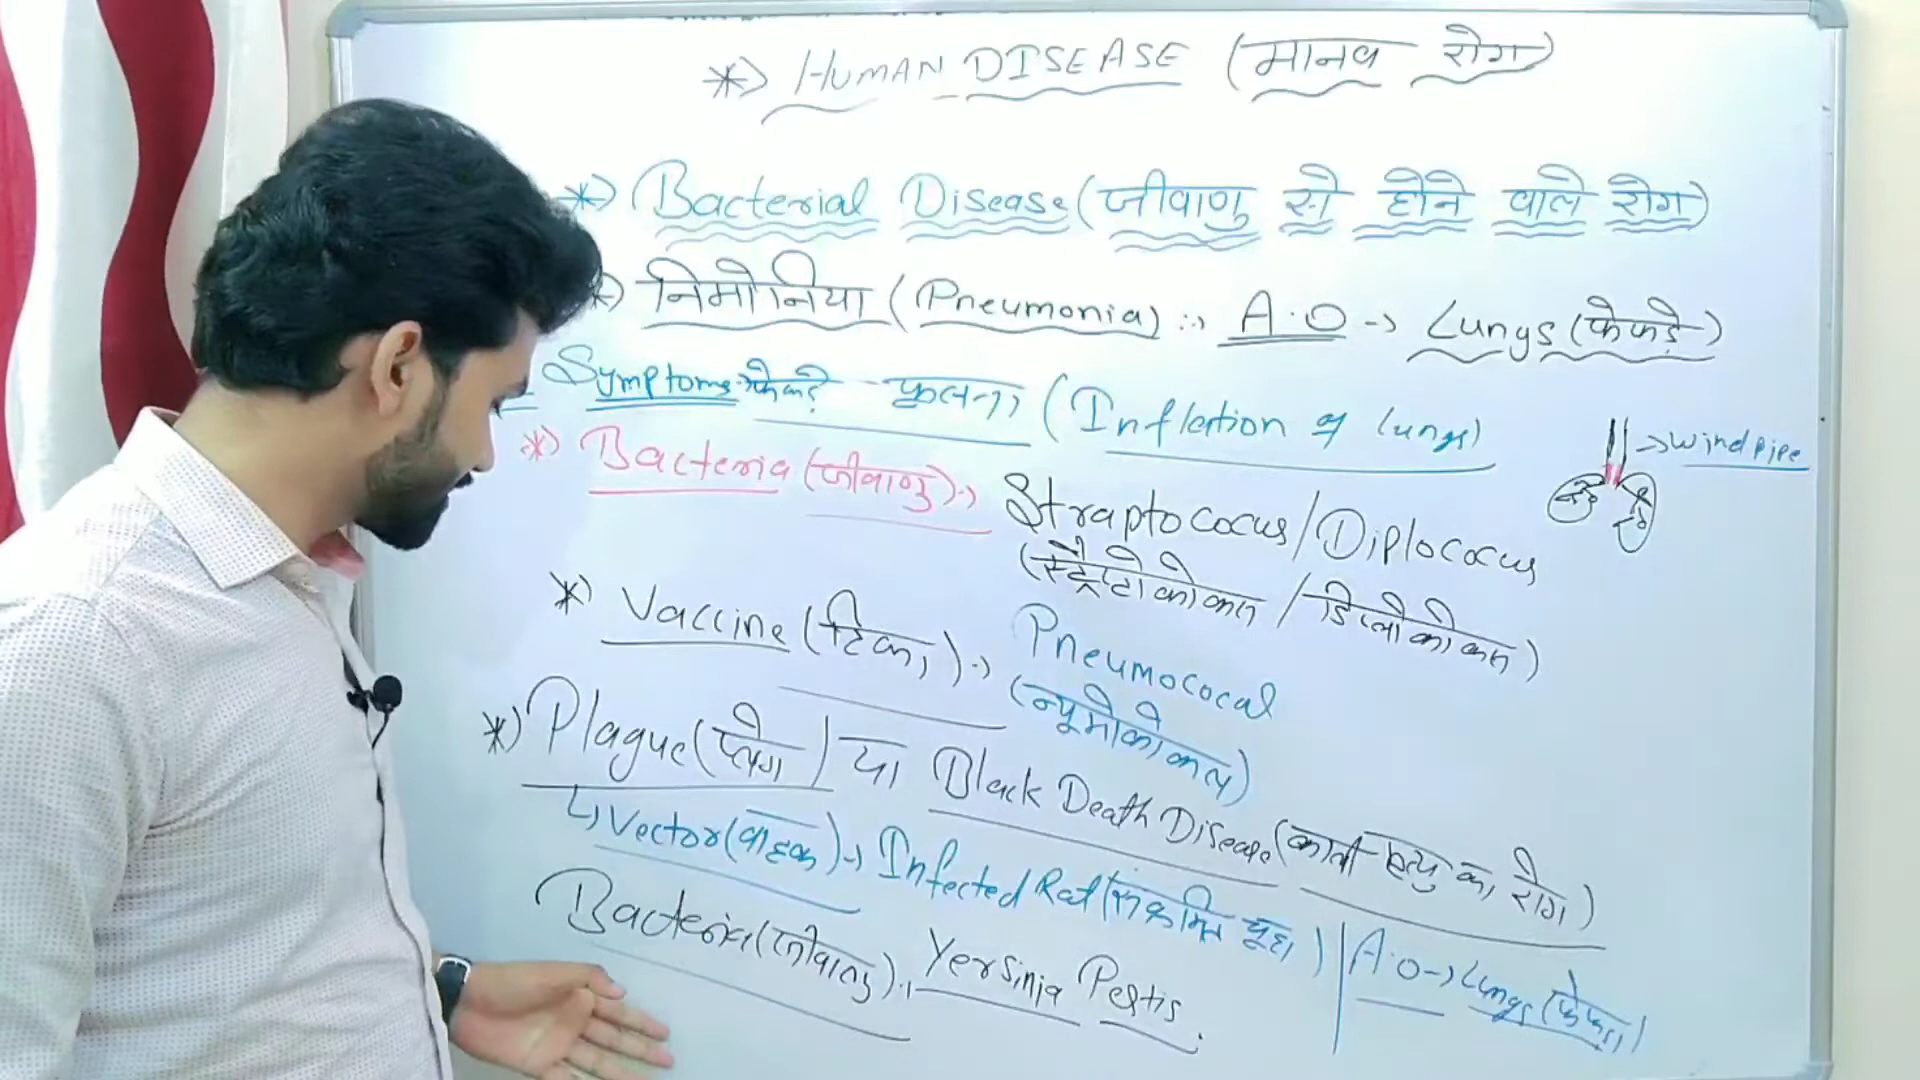 *) HUMAN DISEASE (मानव रोग)
*) Bacterial Disease (जीवाणु से होने वाले रोग)
*) निमोनिया (Pneumonia) :→ A.O → Lungs (फेफड़े)
Symptoms → फेफड़े फुलना (Inflation of Lungs)
→ wind pipe
*) Bacteria (जीवाणु) :→ Straptococus/Diplococus
(स्ट्रैप्टोकोकस / डिप्लोकोकस)
*) Vaccine (टिका) :→ Pneumococal
(न्यूमोकोकल)
*) Plague (प्लेग) या Black Death Disease (काली मृत्यु का रोग)
↳ Vector (वाहक) → Infected Rat (संक्रमित चूहा) | A.O → Lungs (फेफड़ा)
Bacteria (जीवाणु) :→ Yersinia Pestis.